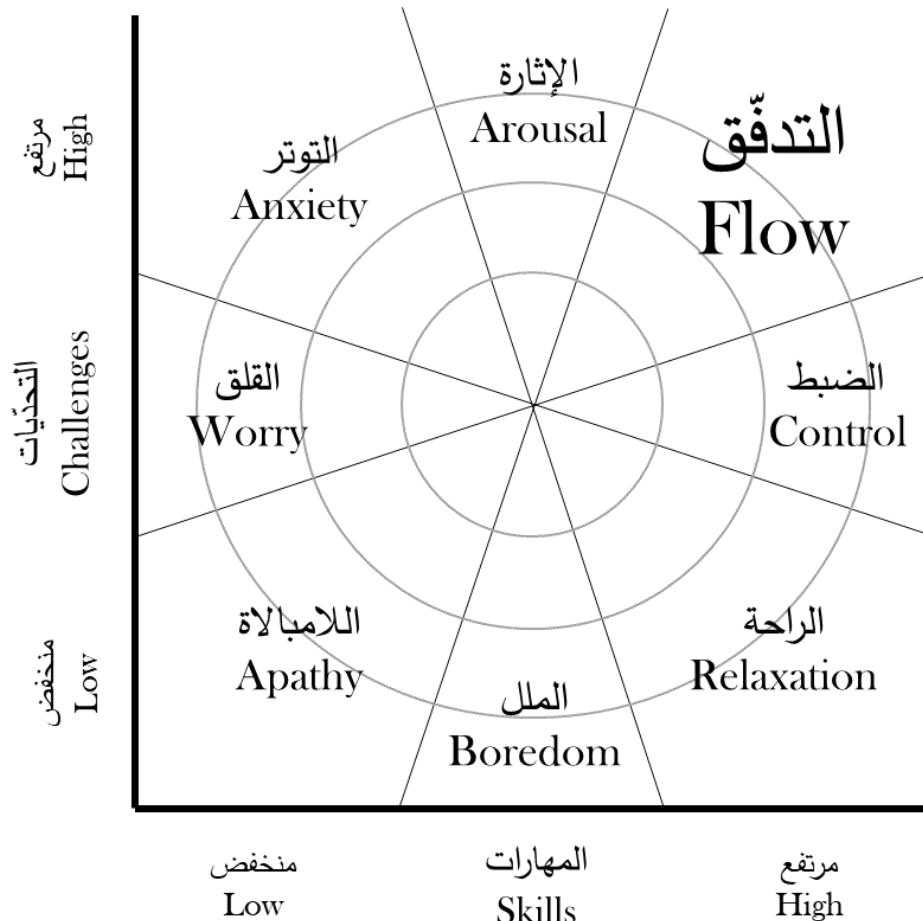 الإثارة
Arousal
التدفّق
Flow
التوتر
Anxiety
مرتفع
High
القلق
Worry
الضبط
Control
التحدّيات
Challenges
اللامبالاة
Apathy
الراحة
Relaxation
منخفض
Low
الملل
Boredom
منخفض
Low
المهارات
Skills
مرتفع
High